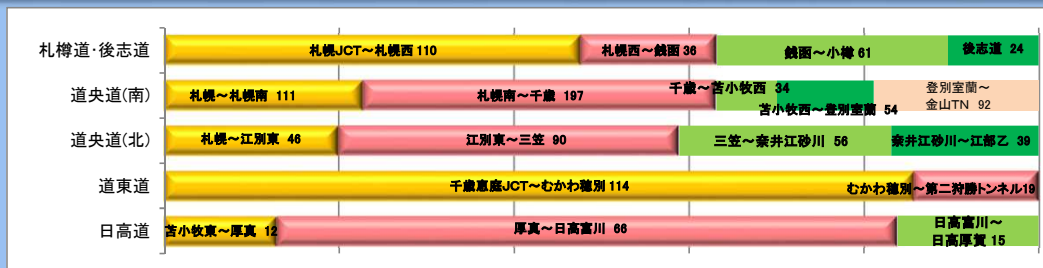 札樽道・後志道
札幌JCT～札幌西 110
札幌西～銭函 36
銭函～小樽 61
後志道 24
道央道(南)
札幌～札幌南 111
札幌南～千歳 197
千歳～苫小牧西 34
苫小牧西～登別室蘭 54
登別室蘭～
金山TN 92
道央道(北)
札幌～江別東 46
江別東～三笠 90
三笠～奈井江砂川 56
奈井江砂川～江部乙 39
道東道
千歳恵庭JCT～むかわ穂別 114
むかわ穂別～第二狩勝トンネル19
日高道
苫小牧東～厚真 12
厚真～日高富川 66
日高富川～
日高厚賀 15